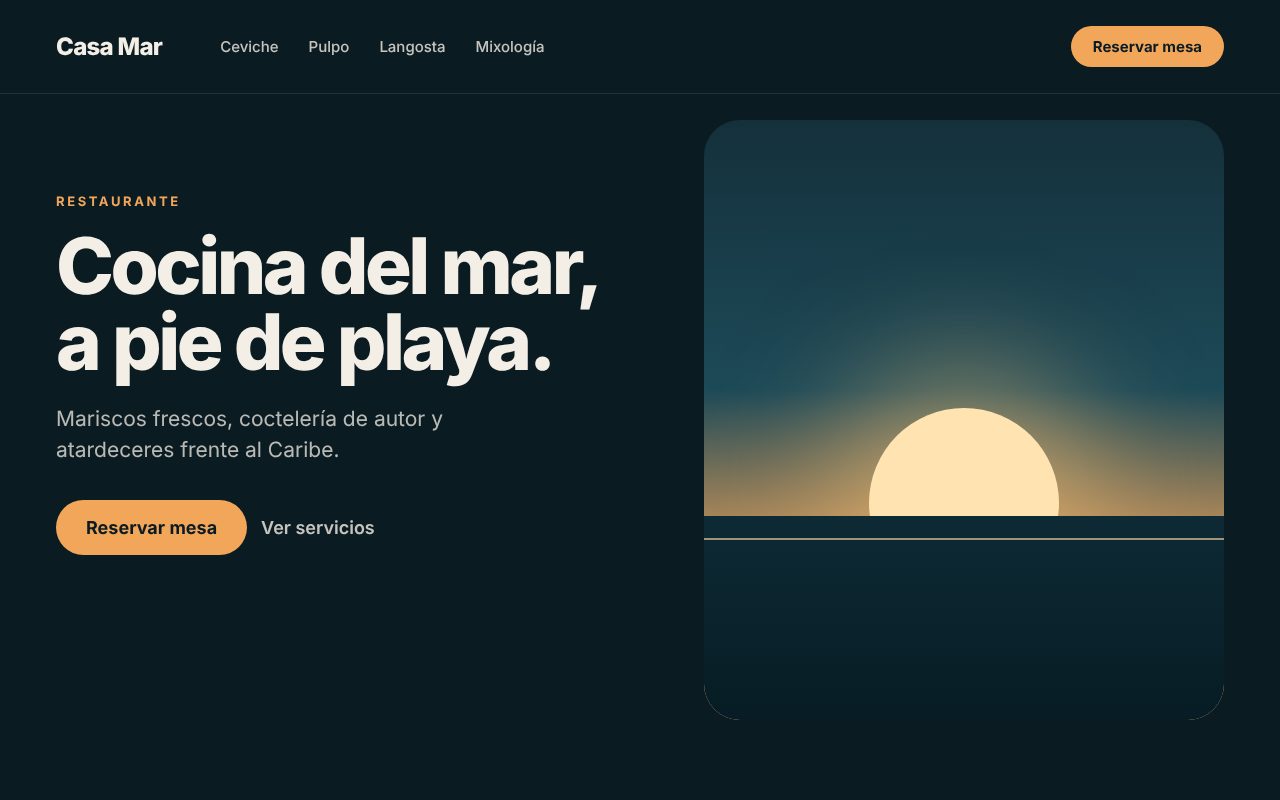 Casa Mar
Ceviche
Pulpo
Langosta
Mixología
Reservar mesa
RESTAURANTE
Cocina del mar,
a pie de playa.
Mariscos frescos, coctelería de autor y
atardeceres frente al Caribe.
Reservar mesa
Ver servicios